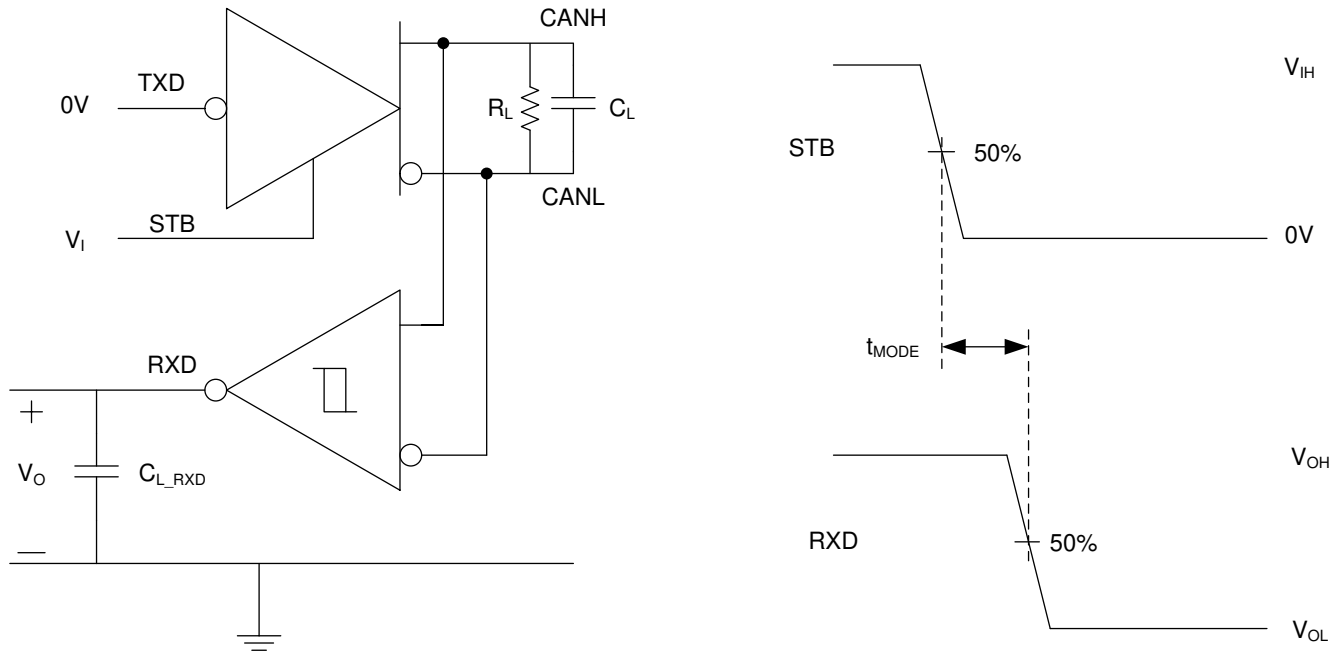 CANH
TXD
0V
R_L
C_L
CANL
STB
V_I
RXD
+
V_O
C_L_RXD
—
V_IH
STB
50%
0V
t_MODE
V_OH
RXD
50%
V_OL